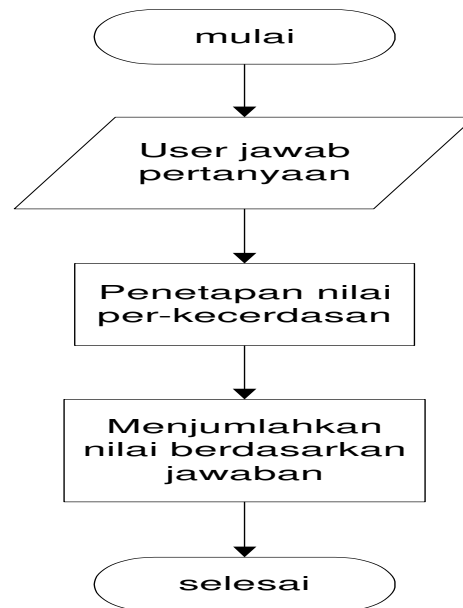 mulai
User jawab
pertanyaan
Penetapan nilai
per-kecerdasan
Menjumlahkan
nilai berdasarkan
jawaban
selesai